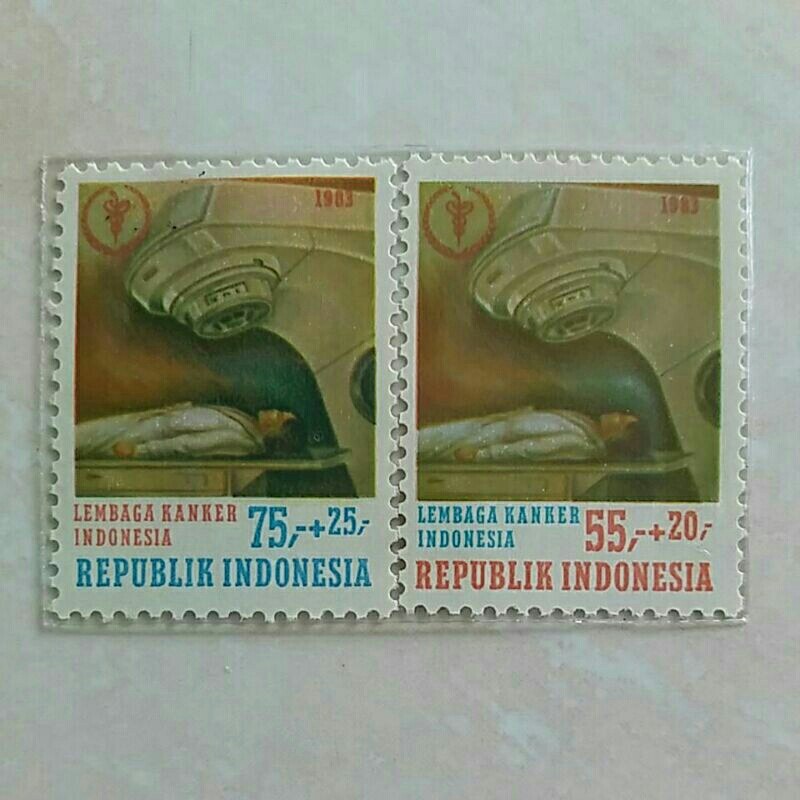 1983
LEMBAGA KANKER
INDONESIA
75,-+25,-
REPUBLIK INDONESIA
1983
LEMBAGA KANKER
INDONESIA
55,-+20,-
REPUBLIK INDONESIA